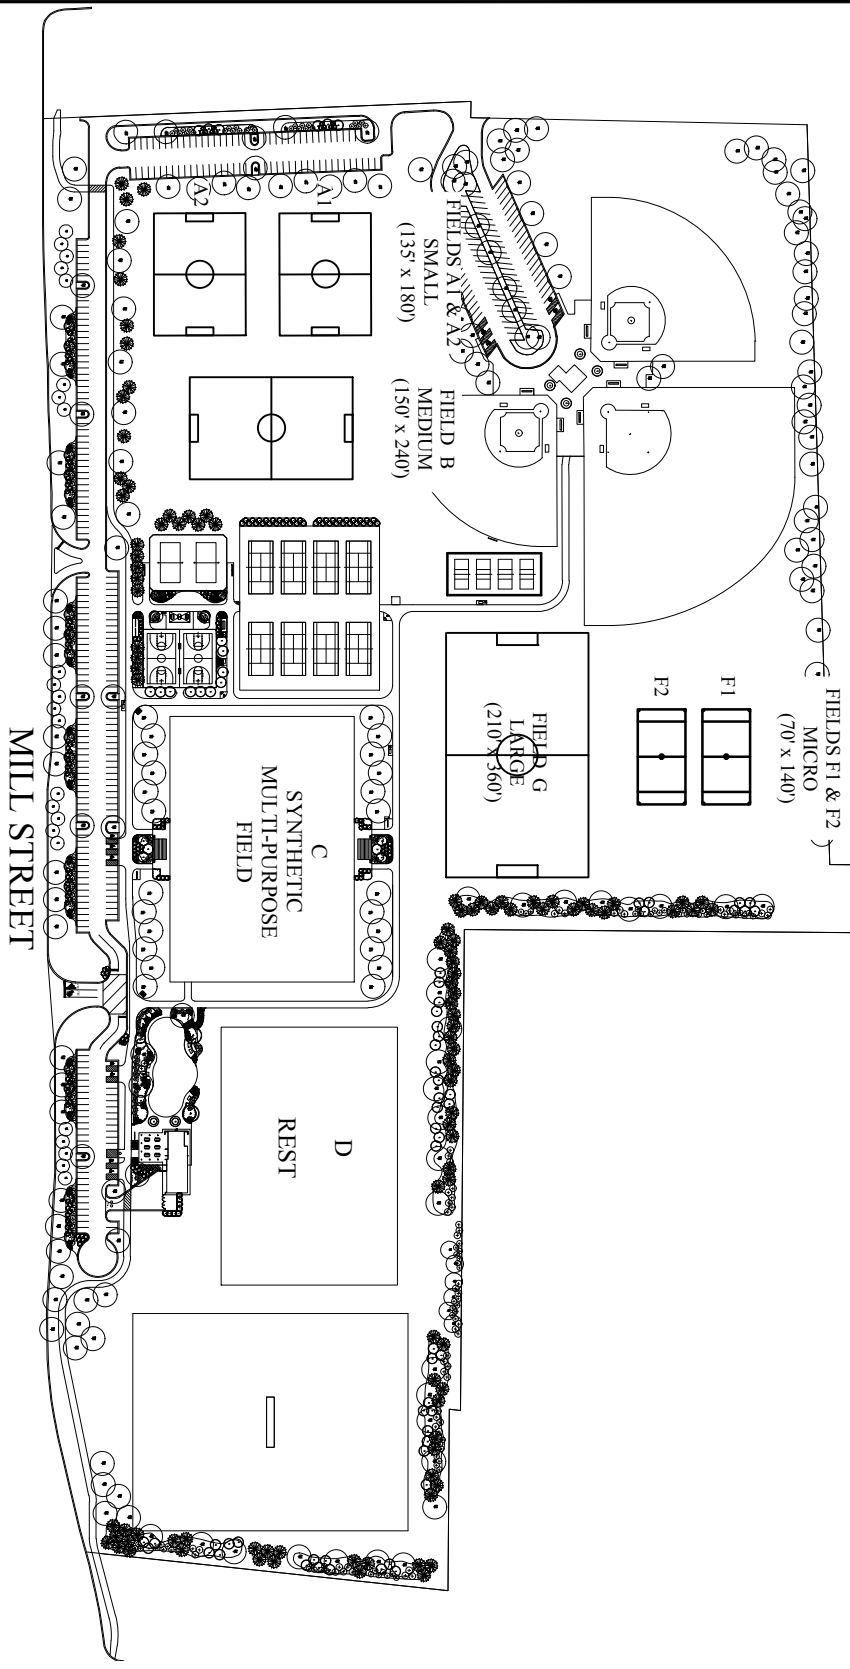 A2
A1
FIELDS A1 & A2
SMALL
(135' x 180')
FIELD B
MEDIUM
(150' x 240')
F2
F1
FIELDS F1 & F2
MICRO
(70' x 140')
FIELD G
LARGE
(210' x 360')
C
SYNTHETIC
MULTI-PURPOSE
FIELD
MILL STREET
D
REST